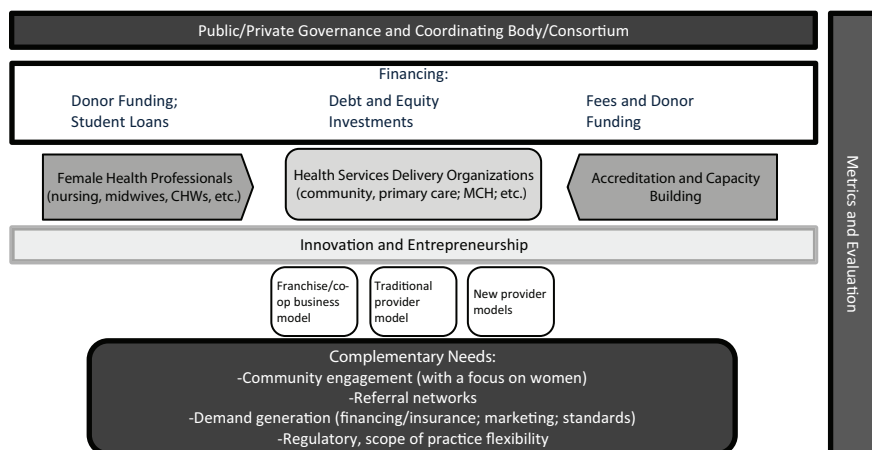 Public/Private Governance and Coordinating Body/Consortium
Financing:
Donor Funding;
Student Loans
Debt and Equity
Investments
Fees and Donor
Funding
Female Health Professionals
(nursing, midwives, CHWs, etc.)
Health Services Delivery Organizations
(community, primary care; MCH; etc.)
Accreditation and Capacity
Building
Innovation and Entrepreneurship
Franchise/co-
op business
model
Traditional
provider
model
New provider
models
Complementary Needs:
-Community engagement (with a focus on women)
-Referral networks
-Demand generation (financing/insurance; marketing; standards)
-Regulatory, scope of practice flexibility
Metrics and Evaluation